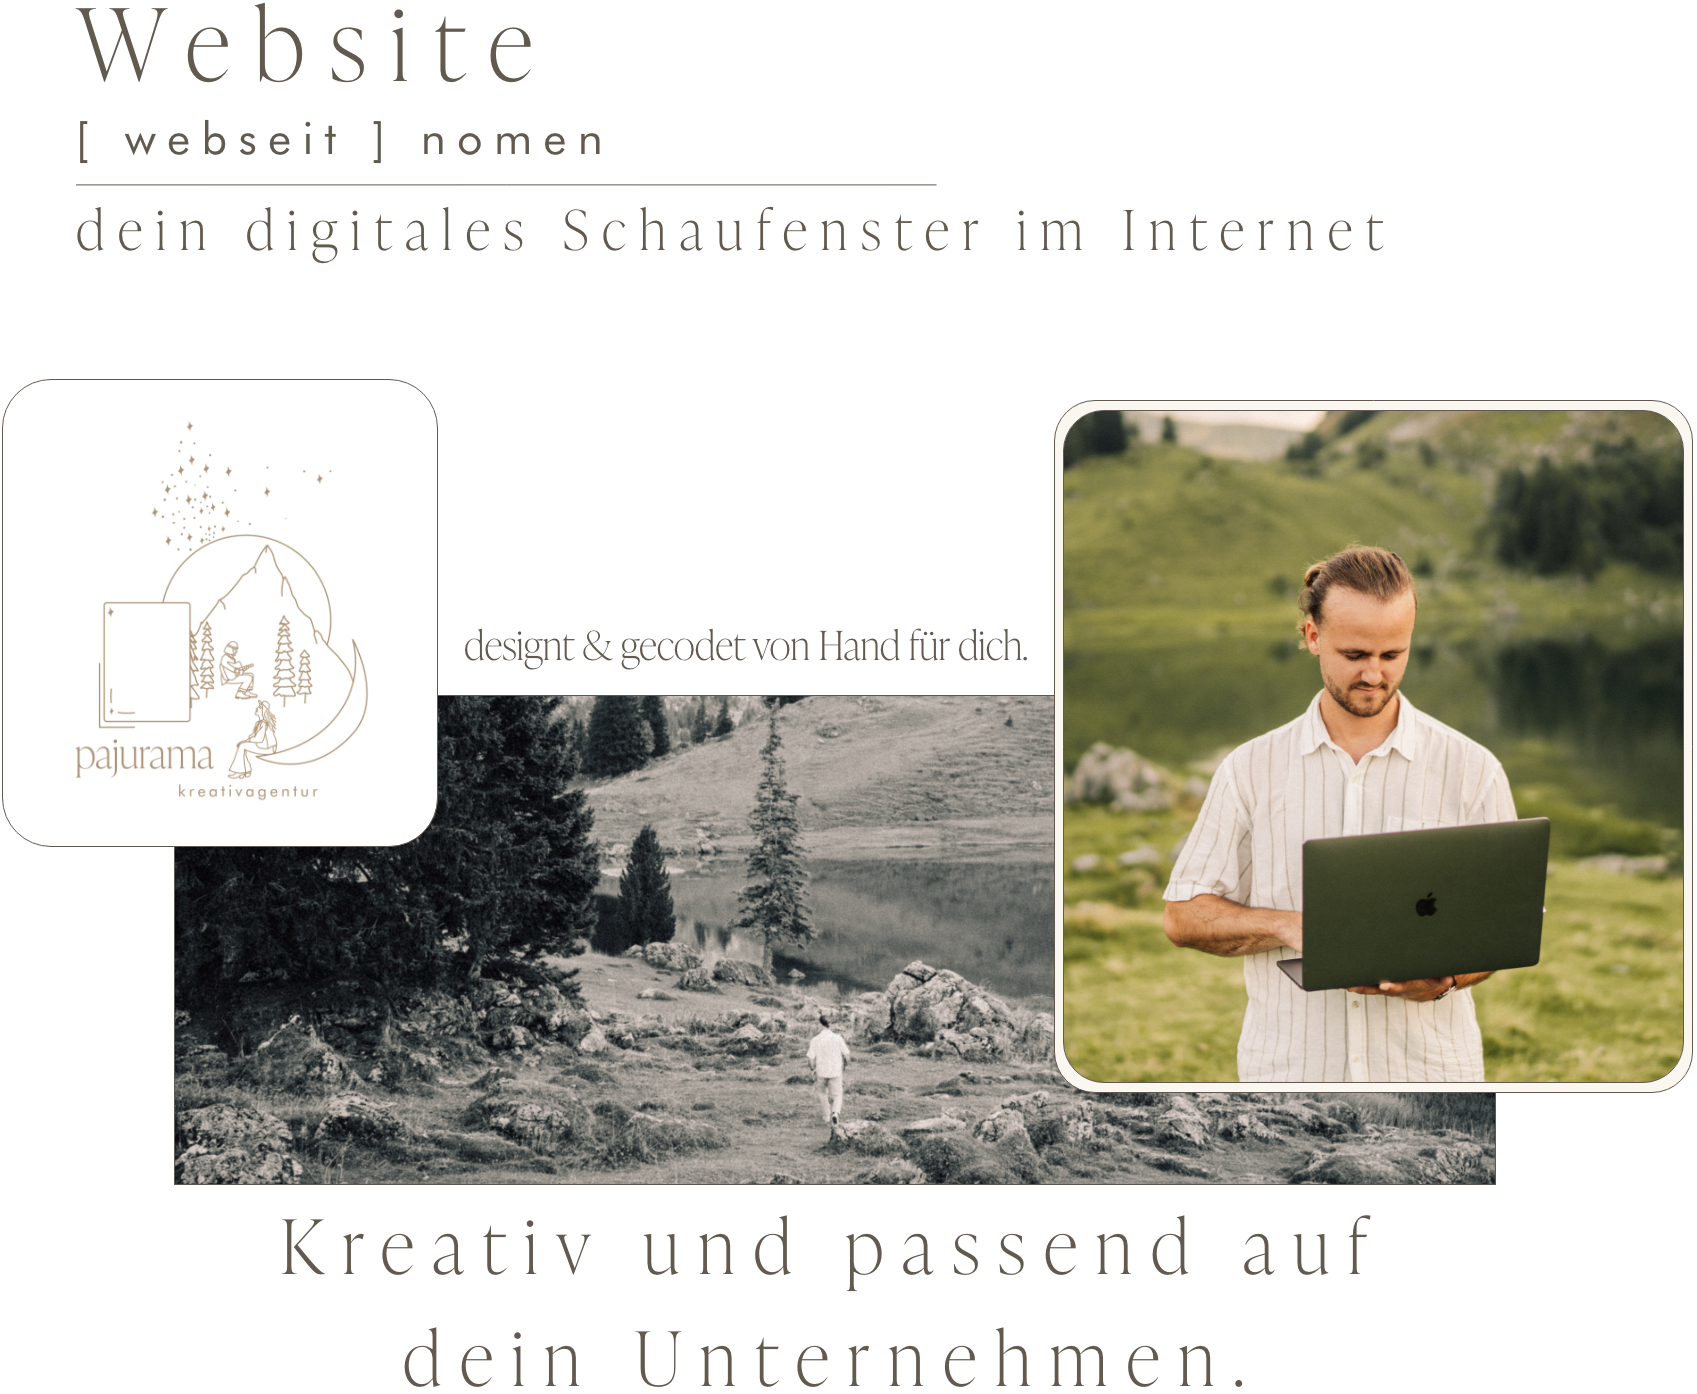 Website
[ webseit ] nomen
dein digitales Schaufenster im Internet
designt & gecodet von Hand für dich.
pajurama
kreativagentur
Kreativ und passend auf
dein Unternehmen.